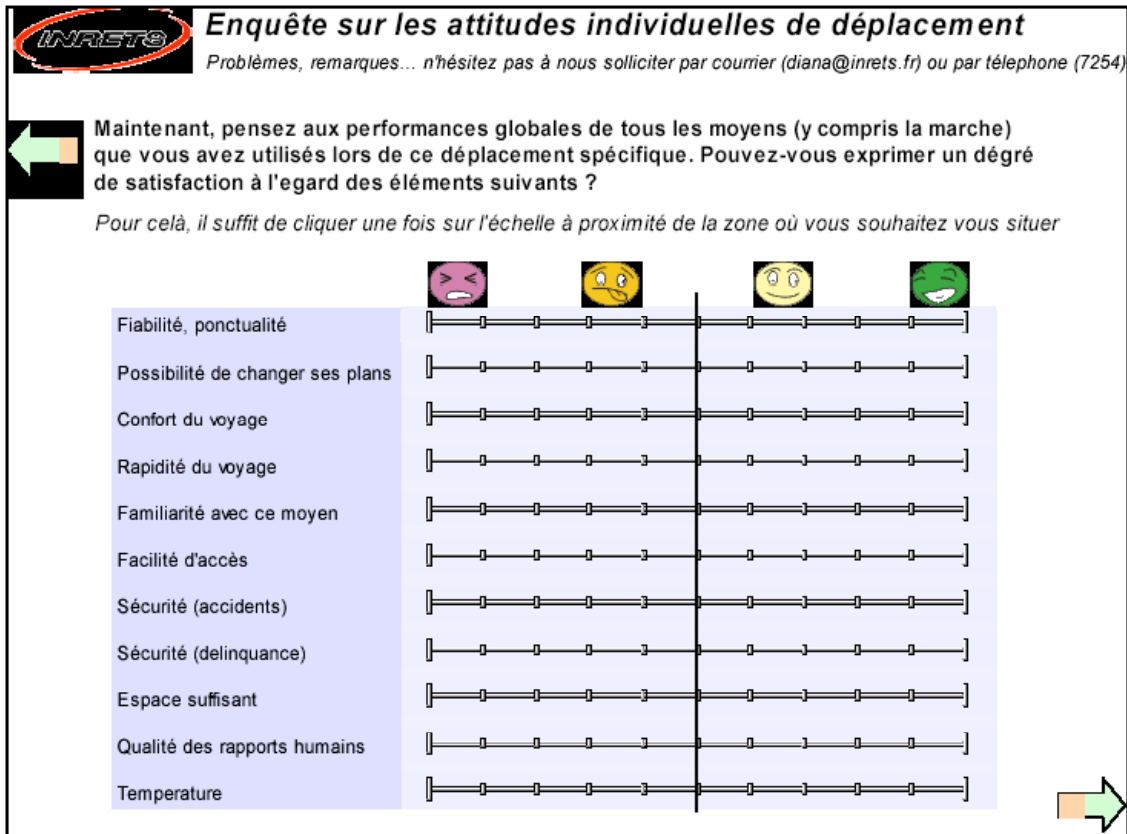 INRETS
Enquête sur les attitudes individuelles de déplacement
Problèmes, remarques... n'hésitez pas à nous solliciter par courrier (diana@inrets.fr) ou par télephone (7254)
Maintenant, pensez aux performances globales de tous les moyens (y compris la marche)
que vous avez utilisés lors de ce déplacement spécifique. Pouvez-vous exprimer un dégré
de satisfaction à l'egard des éléments suivants ?
Pour celà, il suffit de cliquer une fois sur l'échelle à proximité de la zone où vous souhaitez vous situer
Fiabilité, ponctualité
Possibilité de changer ses plans
Confort du voyage
Rapidité du voyage
Familiarité avec ce moyen
Facilité d'accès
Sécurité (accidents)
Sécurité (delinquance)
Espace suffisant
Qualité des rapports humains
Temperature